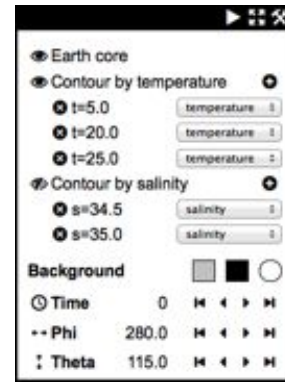 Earth core
Contour by temperature
t=5.0 temperature
t=20.0 temperature
t=25.0 temperature
Contour by salinity
s=34.5 salinity
s=35.0 salinity
Background
Time 0
Phi 280.0
Theta 115.0